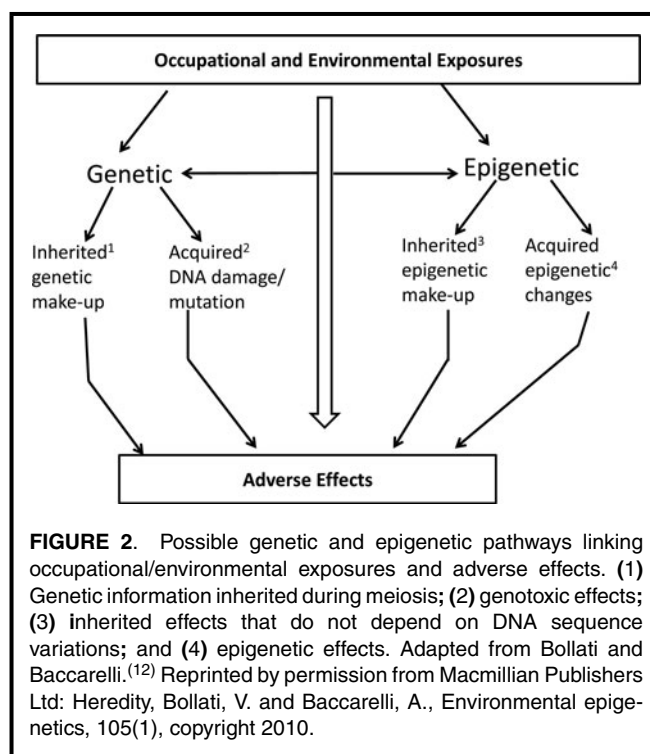 Occupational and Environmental Exposures
Genetic
Epigenetic
Inherited¹
genetic
make-up
Acquired²
DNA damage/
mutation
Inherited³
epigenetic
make-up
Acquired
epigenetic⁴
changes
Adverse Effects
FIGURE 2. Possible genetic and epigenetic pathways linking
occupational/environmental exposures and adverse effects. (1)
Genetic information inherited during meiosis; (2) genotoxic effects;
(3) inherited effects that do not depend on DNA sequence
variations; and (4) epigenetic effects. Adapted from Bollati and
Baccarelli.(12) Reprinted by permission from Macmillian Publishers
Ltd: Heredity, Bollati, V. and Baccarelli, A., Environmental epige-
netics, 105(1), copyright 2010.